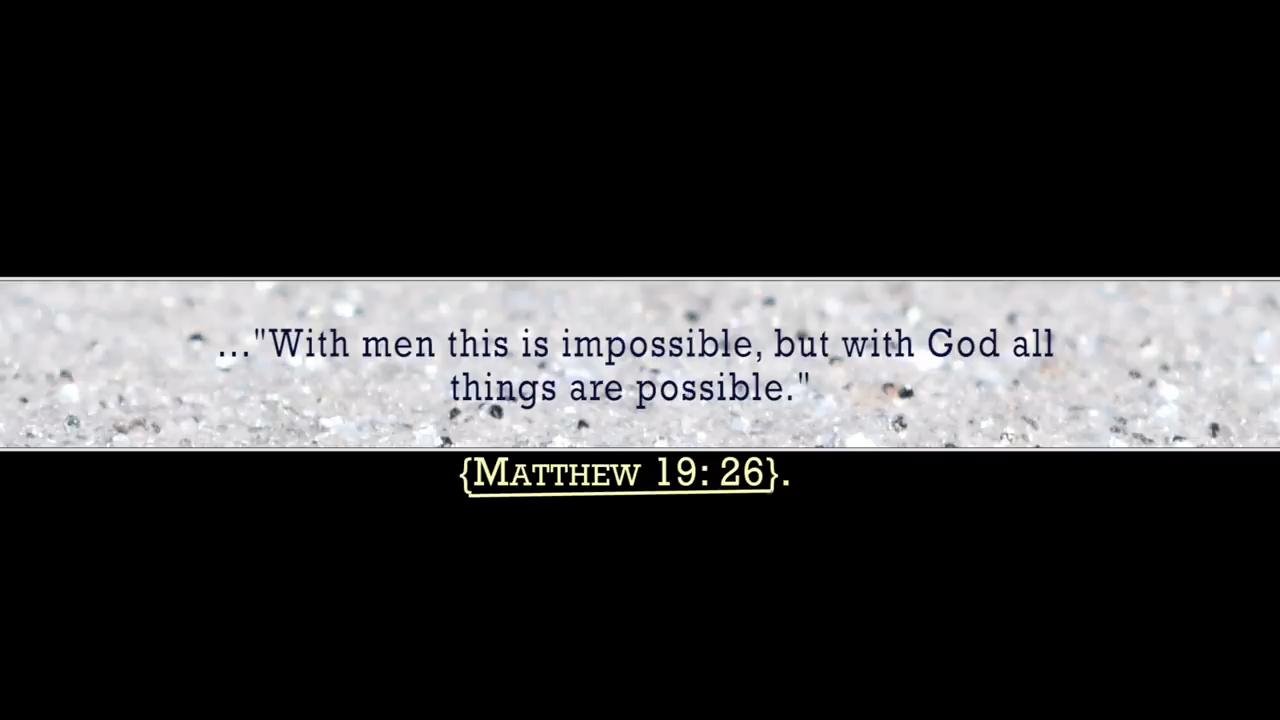 ..."With men this is impossible, but with God all
things are possible."
{MATTHEW 19: 26}.